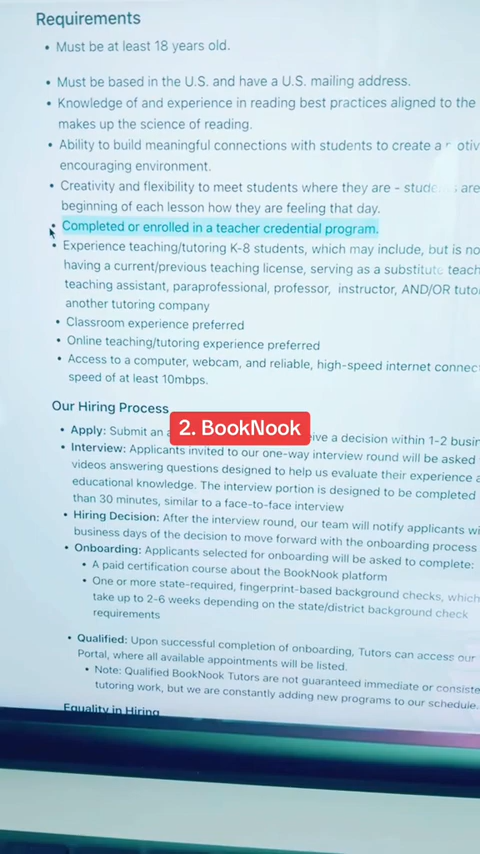 Requirements
• Must be at least 18 years old.
• Must be based in the U.S. and have a U.S. mailing address.
• Knowledge of and experience in reading best practices aligned to the
makes up the science of reading.
• Ability to build meaningful connections with students to create a
encouraging environment.
• Creativity and flexibility to meet students where they are - are
beginning of each lesson how they are feeling that day.
• Completed or enrolled in a teacher credential program.
• Experience teaching/tutoring K-8 students, which may include, but is
having a current/previous teaching license, serving as a substitute
teaching assistant, paraprofessional, professor, instructor, AND/OR
another tutoring company
• Classroom experience preferred
• Online teaching/tutoring experience preferred
• Access to a computer, webcam, and reliable, high-speed internet
speed of at least 10mbps.
Our Hiring Process
• Apply: Submit an a decision within 1-2
2. BookNook
• Interview: Applicants invited to our one-way interview round will be asked
videos answering questions designed to help us evaluate their experience
educational knowledge. The interview portion is designed to be completed
than 30 minutes, similar to a face-to-face interview
• Hiring Decision: After the interview round, our team will notify applicants
business days of the decision to move forward with the onboarding process
• Onboarding: Applicants selected for onboarding will be asked to complete:
• A paid certification course about the BookNook platform
• One or more state-required, fingerprint-based background checks, which
take up to 2-6 weeks depending on the state/district background check
requirements
• Qualified: Upon successful completion of onboarding, Tutors can access our
Portal, where all available appointments will be listed.
• Note: Qualified BookNook Tutors are not guaranteed immediate or
tutoring work, but we are constantly adding new programs to our schedule.
Equality in Hiring